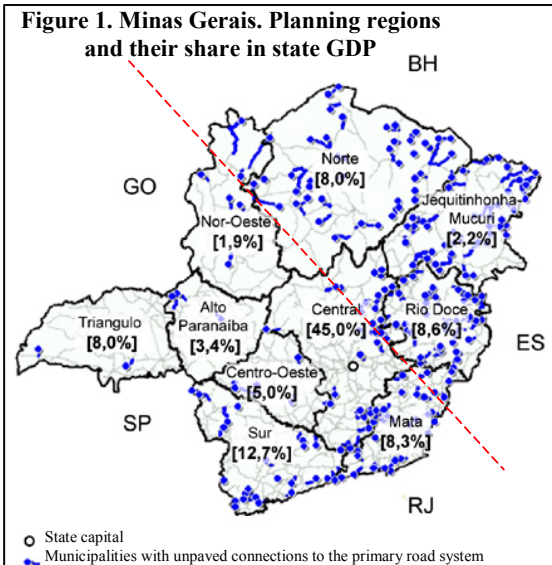 Figure 1. Minas Gerais. Planning regions
and their share in state GDP
BH
GO
Norte
[8,0%]
Jequitinhonha-
Mucuri
[2,2%]
Nor-Oeste
[1,9%]
Triangulo
[8,0%]
Alto
Paranaíba
[3,4%]
Central
[45,0%]
Rio Doce
[8,6%]
ES
Centro-Oeste
[5,0%]
SP
Sur
[12,7%]
Mata
[8,3%]
RJ
State capital
Municipalities with unpaved connections to the primary road system